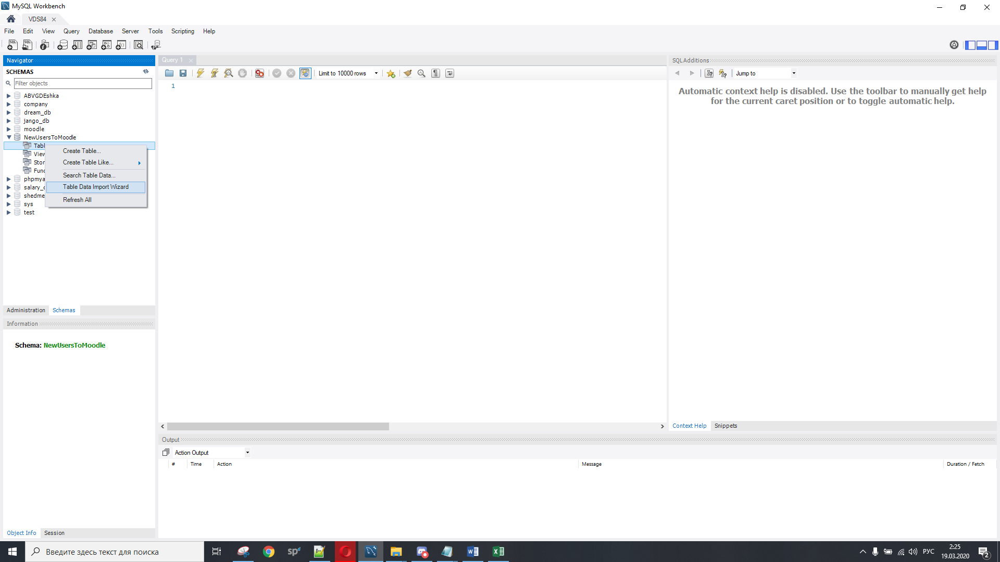 MySQL Workbench
VDS84
File Edit View Query Database Server Tools Scripting Help
Navigator
SCHEMAS
Filter objects
ABVGDEshka
company
dream_db
jango_db
moodle
NewUsersToMoodle
Tabl
View
Stor
Func
phpmya
salary_
shedme
sys
test
Create Table...
Create Table Like...
Search Table Data...
Table Data Import Wizard
Refresh All
Administration Schemas
Information
Schema: NewUsersToMoodle
Object Info Session
Query 1
Limit to 10000 rows
1
SQLAdditions
Jump to
Automatic context help is disabled. Use the toolbar to manually get help
for the current caret position or to toggle automatic help.
Context Help Snippets
Output
Action Output
# Time Action Message Duration / Fetch
Введите здесь текст для поиска
РУС
2:25
19.03.2020
2